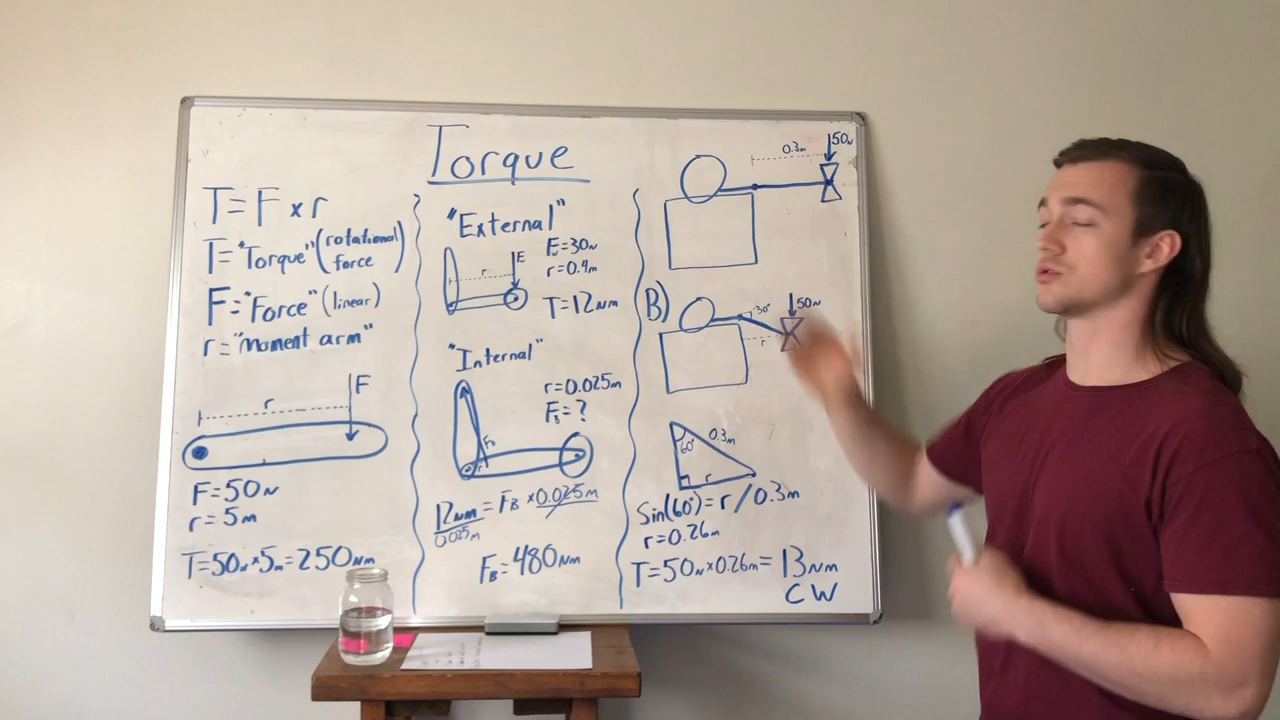 Torque
T=F×r
T="Torque"(rotational force)
F="Force"(linear)
r="moment arm"
r
F
F=50N
r=5m
T=50N×5m=250Nm
"External"
r
F
F=30N
r=0.4m
T=12Nm
"Internal"
r=0.025m
FB=?
FB
r
12Nm/0.025m = FB×0.025m
FB=480Nm
0.3m
50N
B)
30°
50N
r
60°
0.3m
r
Sin(60°)=r/0.3m
r=0.26m
T=50N×0.26m=13Nm
CW